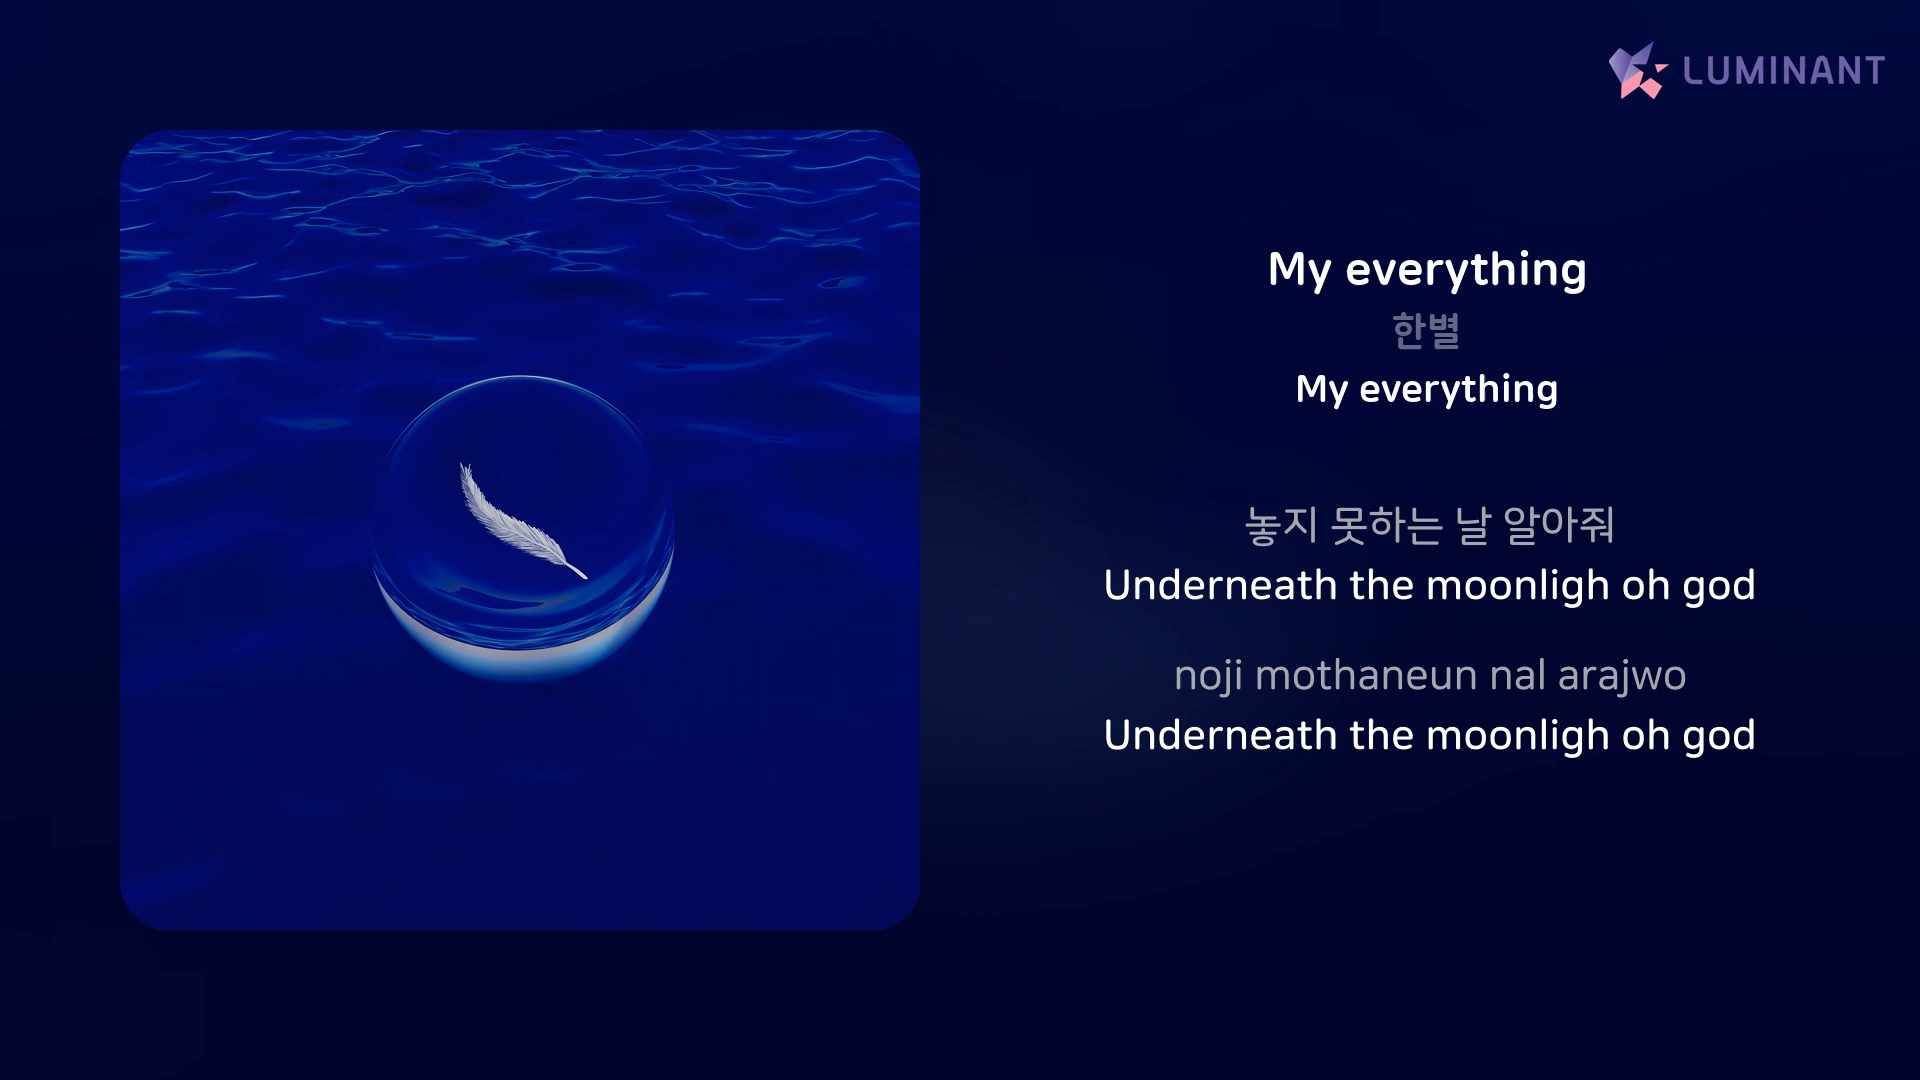 LUMINANT
My everything
한별
My everything
놓지 못하는 날 알아줘
Underneath the moonligh oh god
noji mothaneun nal arajwo
Underneath the moonligh oh god